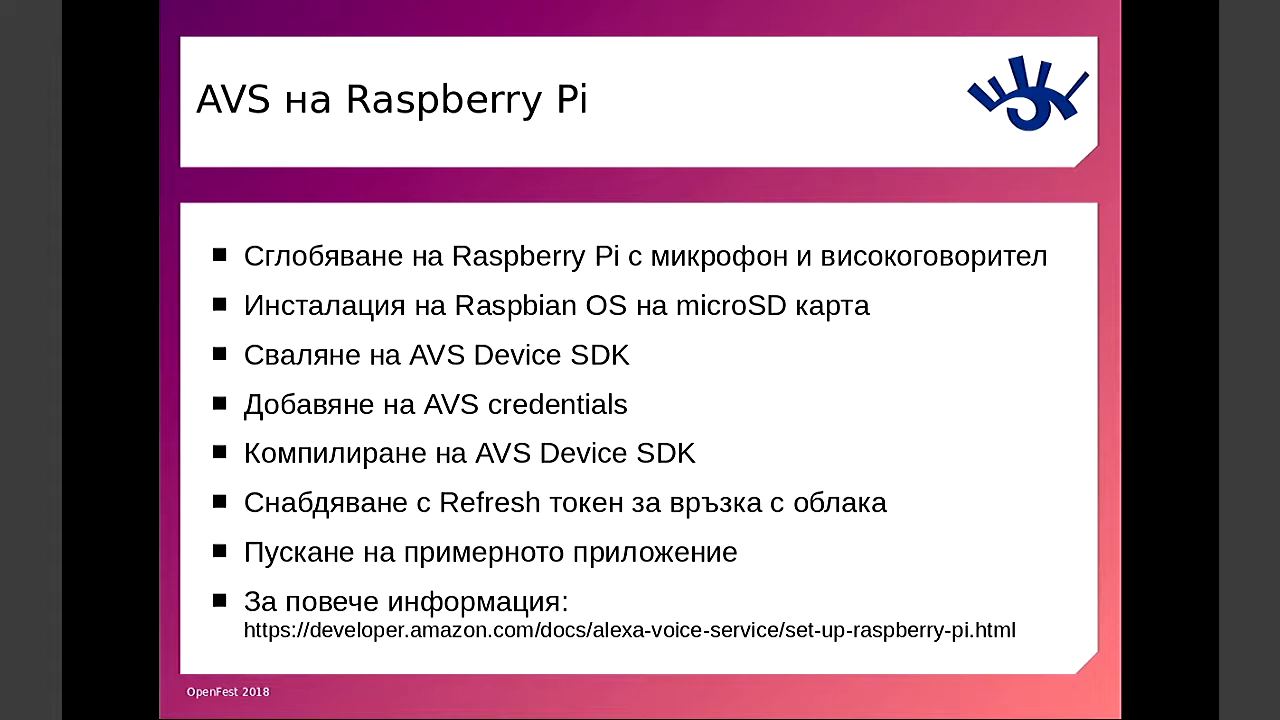 AVS на Raspberry Pi
Сглобяване на Raspberry Pi с микрофон и високоговорител
Инсталация на Raspbian OS на microSD карта
Сваляне на AVS Device SDK
Добавяне на AVS credentials
Компилиране на AVS Device SDK
Снабдяване с Refresh токен за връзка с облака
Пускане на примерното приложение
За повече информация:
https://developer.amazon.com/docs/alexa-voice-service/set-up-raspberry-pi.html
OpenFest 2018